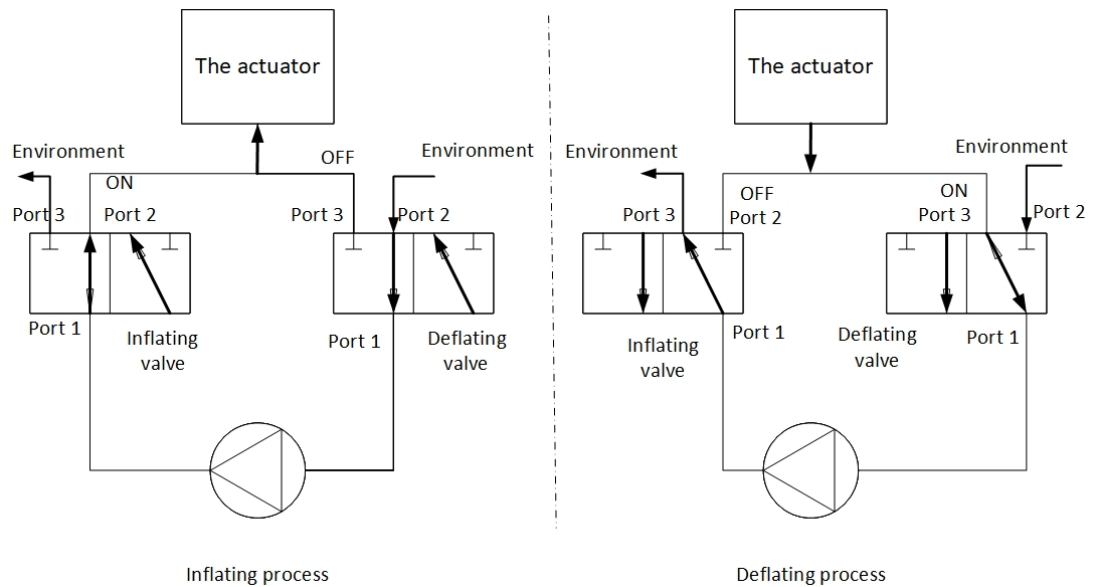 The actuator
Environment
OFF
Environment
ON
Port 3
Port 2
Port 3
Port 2
Port 1
Inflating
valve
Port 1
Deflating
valve
Inflating process
The actuator
Environment
Environment
OFF
ON
Port 3
Port 2
Port 3
Port 2
Inflating
valve
Port 1
Deflating
valve
Port 1
Deflating process